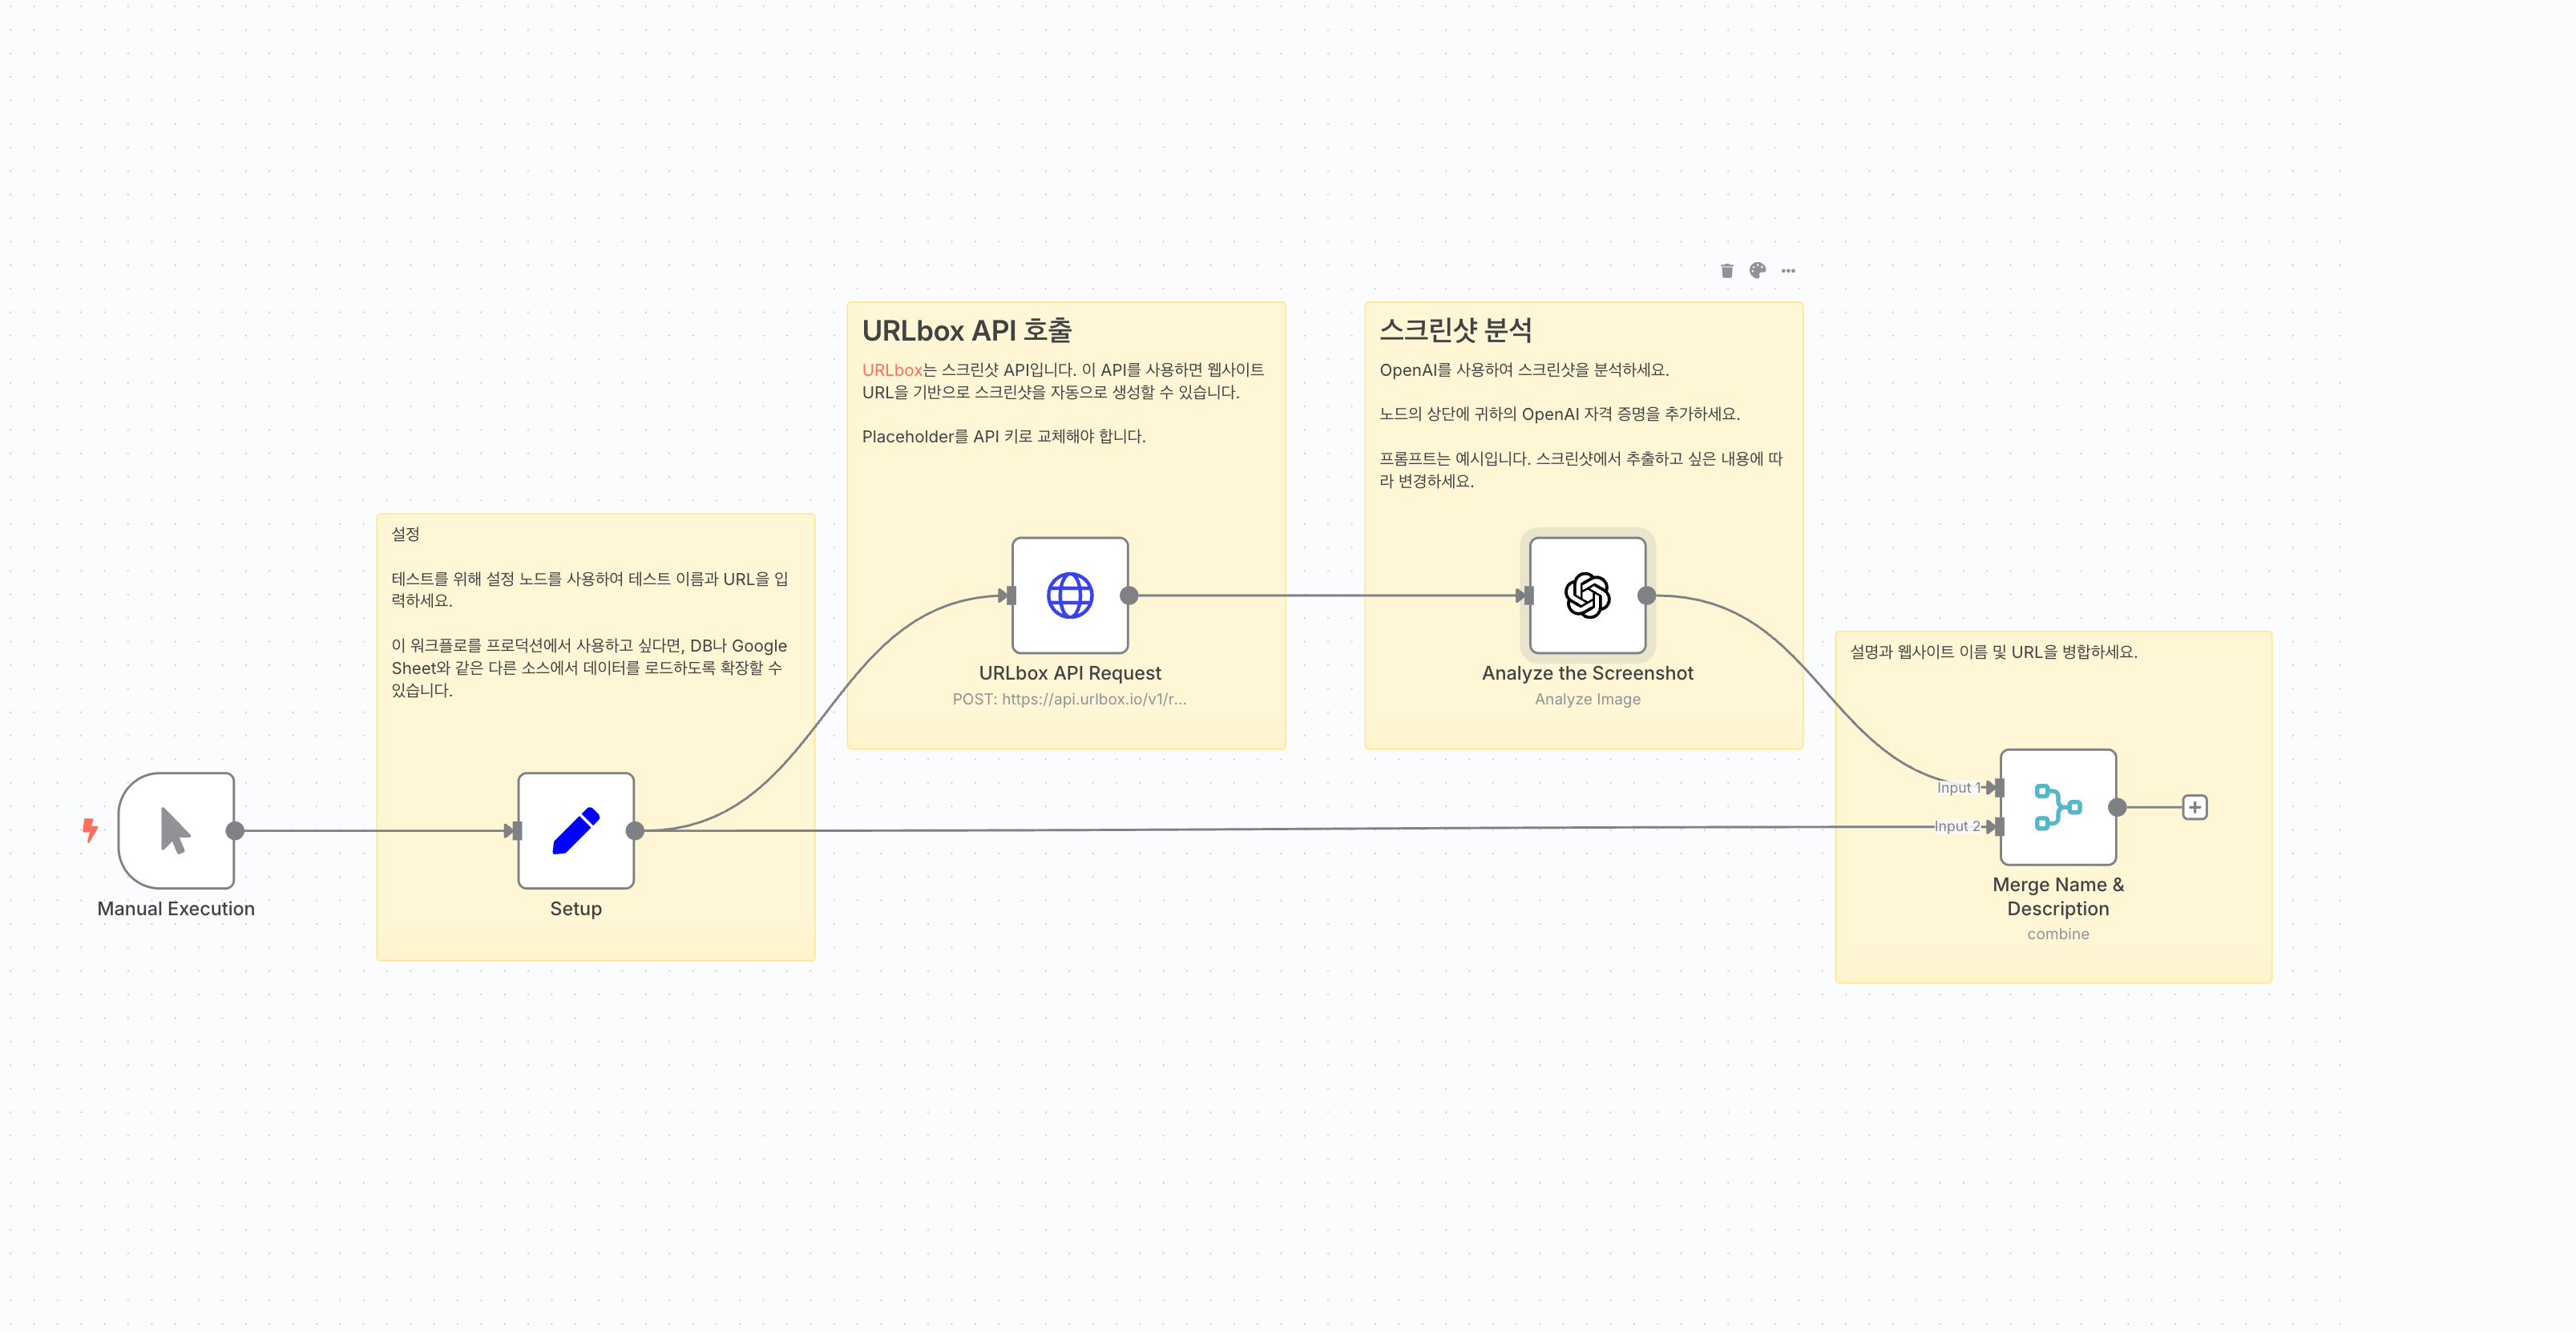 URLbox API 호출
URLbox는 스크린샷 API입니다. 이 API를 사용하면 웹사이트
URL을 기반으로 스크린샷을 자동으로 생성할 수 있습니다.
Placeholder를 API 키로 교체해야 합니다.
URLbox API Request
POST: https://api.urlbox.io/v1/r...
스크린샷 분석
OpenAI를 사용하여 스크린샷을 분석하세요.
노드의 상단에 귀하의 OpenAI 자격 증명을 추가하세요.
프롬프트는 예시입니다. 스크린샷에서 추출하고 싶은 내용에 따
라 변경하세요.
Analyze the Screenshot
Analyze Image
설정
테스트를 위해 설정 노드를 사용하여 테스트 이름과 URL을 입
력하세요.
이 워크플로를 프로덕션에서 사용하고 싶다면, DB나 Google
Sheet와 같은 다른 소스에서 데이터를 로드하도록 확장할 수
있습니다.
Manual Execution
Setup
설명과 웹사이트 이름 및 URL을 병합하세요.
Input 1
Input 2
Merge Name &
Description
combine